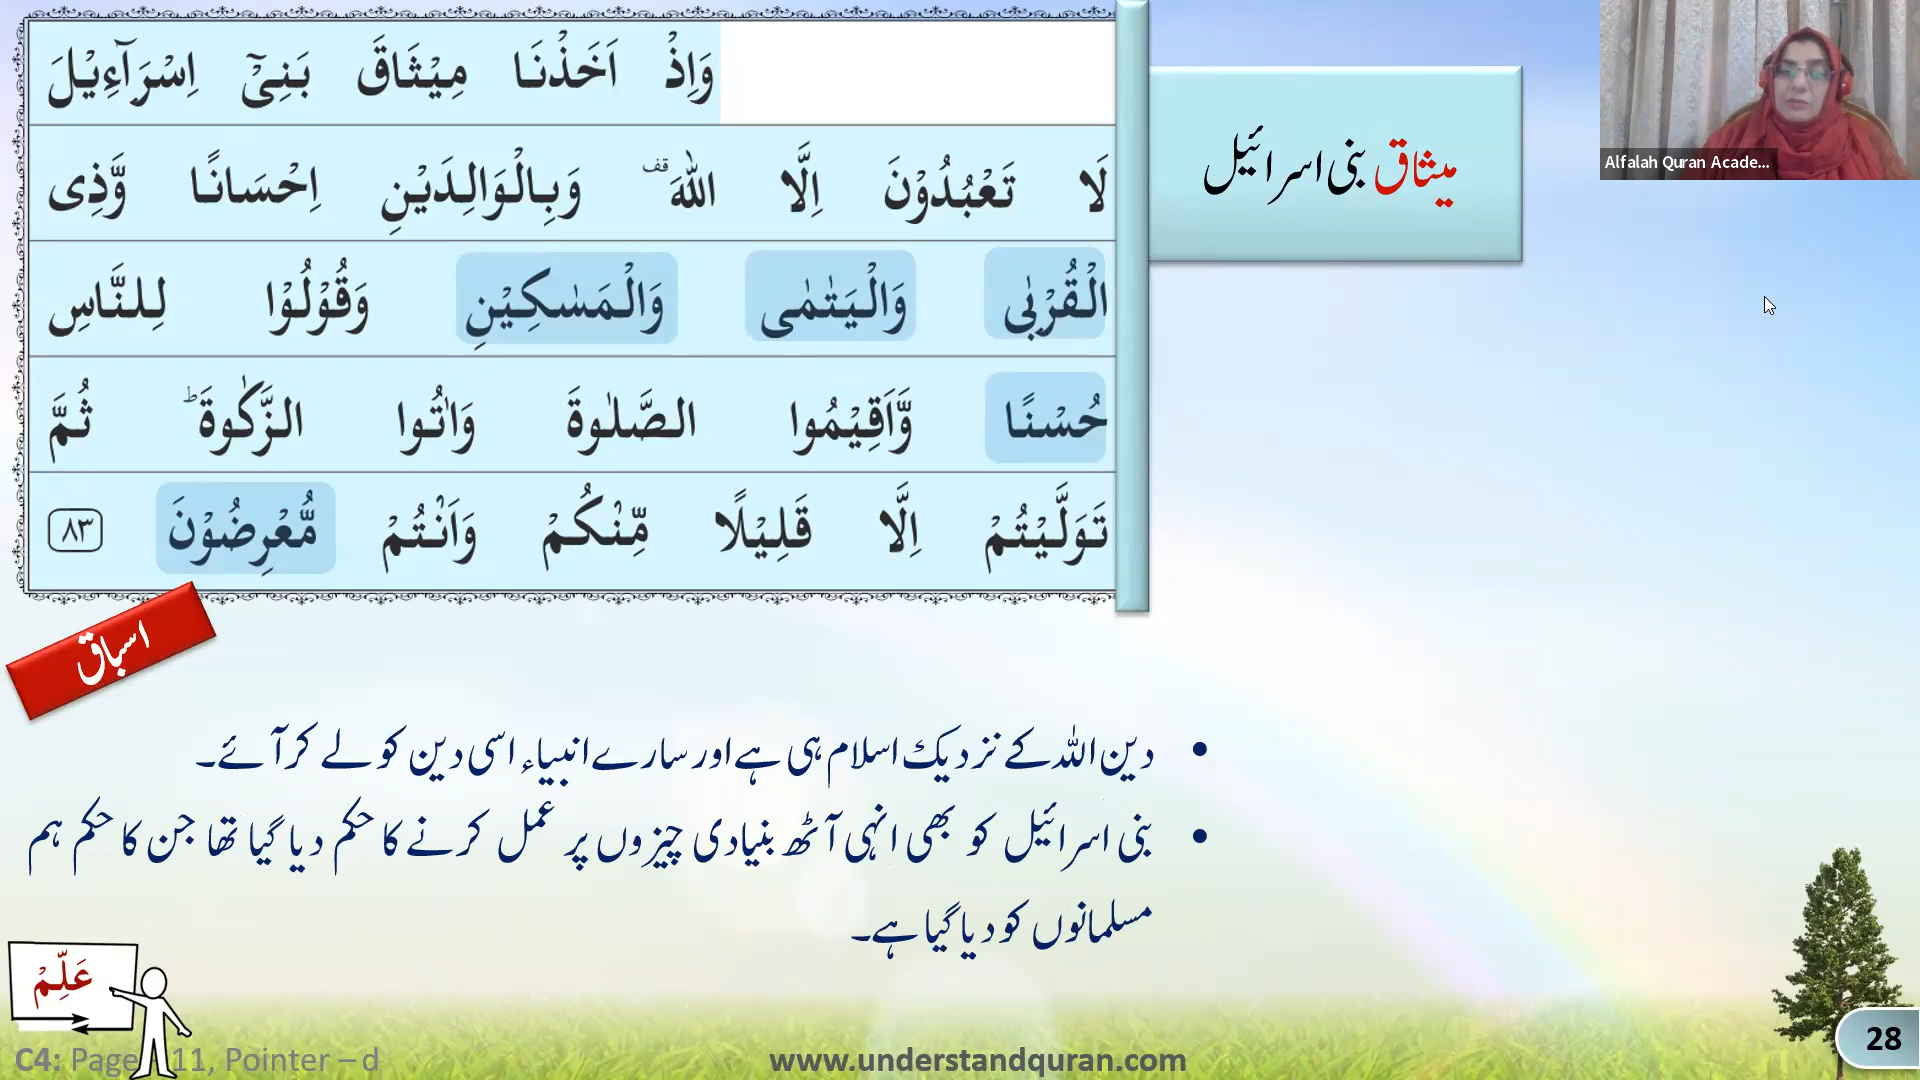 وَاِذْ اَخَذْنَا مِيْثَاقَ بَنِيْٓ اِسْرَآءِيْلَ
لَا تَعْبُدُوْنَ اِلَّا اللّٰهَ ۫قف وَبِالْوَالِدَيْنِ اِحْسَانًا وَّذِى
الْقُرْبٰى وَالْيَتٰمٰى وَالْمَسٰكِيْنِ وَقُوْلُوْا لِلنَّاسِ
حُسْنًا وَّاَقِيْمُوا الصَّلٰوةَ وَاٰتُوا الزَّكٰوةَ ؕ ثُمَّ
تَوَلَّيْتُمْ اِلَّا قَلِيْلًا مِّنْكُمْ وَاَنْتُمْ مُّعْرِضُوْنَ ٨٣
میثاق بنی اسرائیل
Alfalah Quran Acade...
اسباق
• دین اللہ کے نزدیک اسلام ہی ہے اور سارے انبیاء اسی دین کو لے کر آئے۔
• بنی اسرائیل کو بھی انہی آٹھ بنیادی چیزوں پر عمل کرنے کا حکم دیا گیا تھا جن کا حکم ہم
مسلمانوں کو دیا گیا ہے۔
عَلِّمْ
C4: Page 11, Pointer – d
www.understandquran.com
28